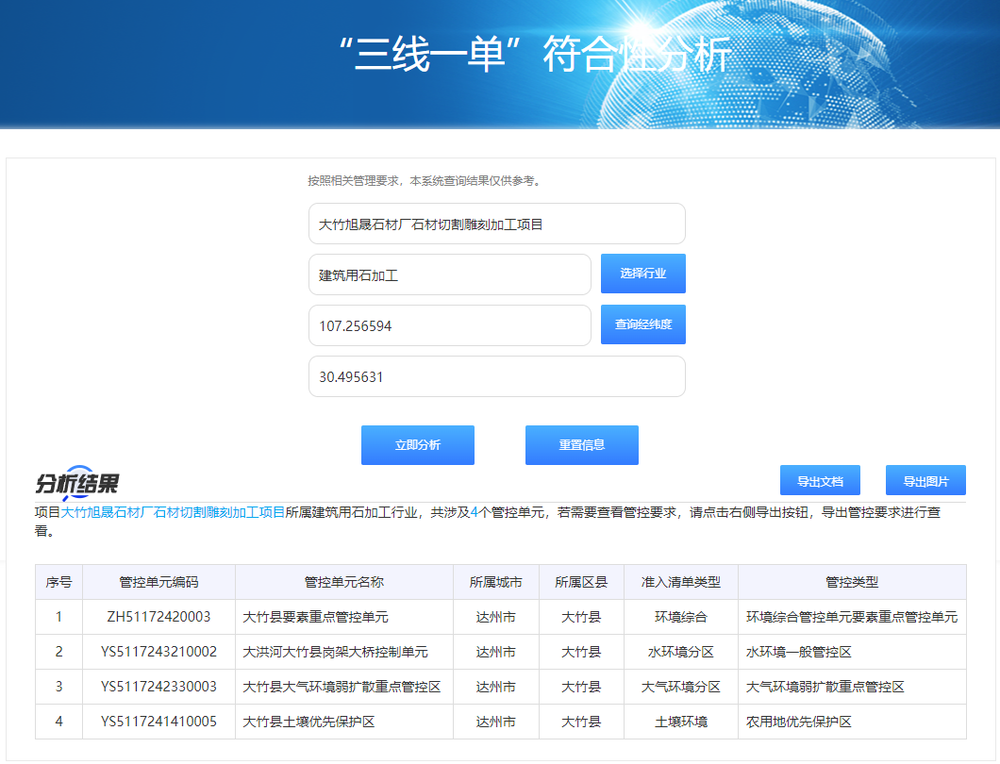 “三线一单”符合性分析
按照相关管理要求，本系统查询结果仅供参考。
大竹旭晟石材厂石材切割雕刻加工项目
建筑用石加工 选择行业
107.256594 查询经纬度
30.495631
立即分析 重置信息
分析结果 导出文档 导出图片
项目大竹旭晟石材厂石材切割雕刻加工项目所属建筑用石加工行业，共涉及4个管控单元，若需要查看管控要求，请点击右侧导出按钮，导出管控要求进行查
看。
序号 管控单元编码 管控单元名称 所属城市 所属区县 准入清单类型 管控类型
1 ZH51172420003 大竹县要素重点管控单元 达州市 大竹县 环境综合 环境综合管控单元要素重点管控单元
2 YS5117243210002 大洪河大竹县岗架大桥控制单元 达州市 大竹县 水环境分区 水环境一般管控区
3 YS5117242330003 大竹县大气环境弱扩散重点管控区 达州市 大竹县 大气环境分区 大气环境弱扩散重点管控区
4 YS5117241410005 大竹县土壤优先保护区 达州市 大竹县 土壤环境 农用地优先保护区